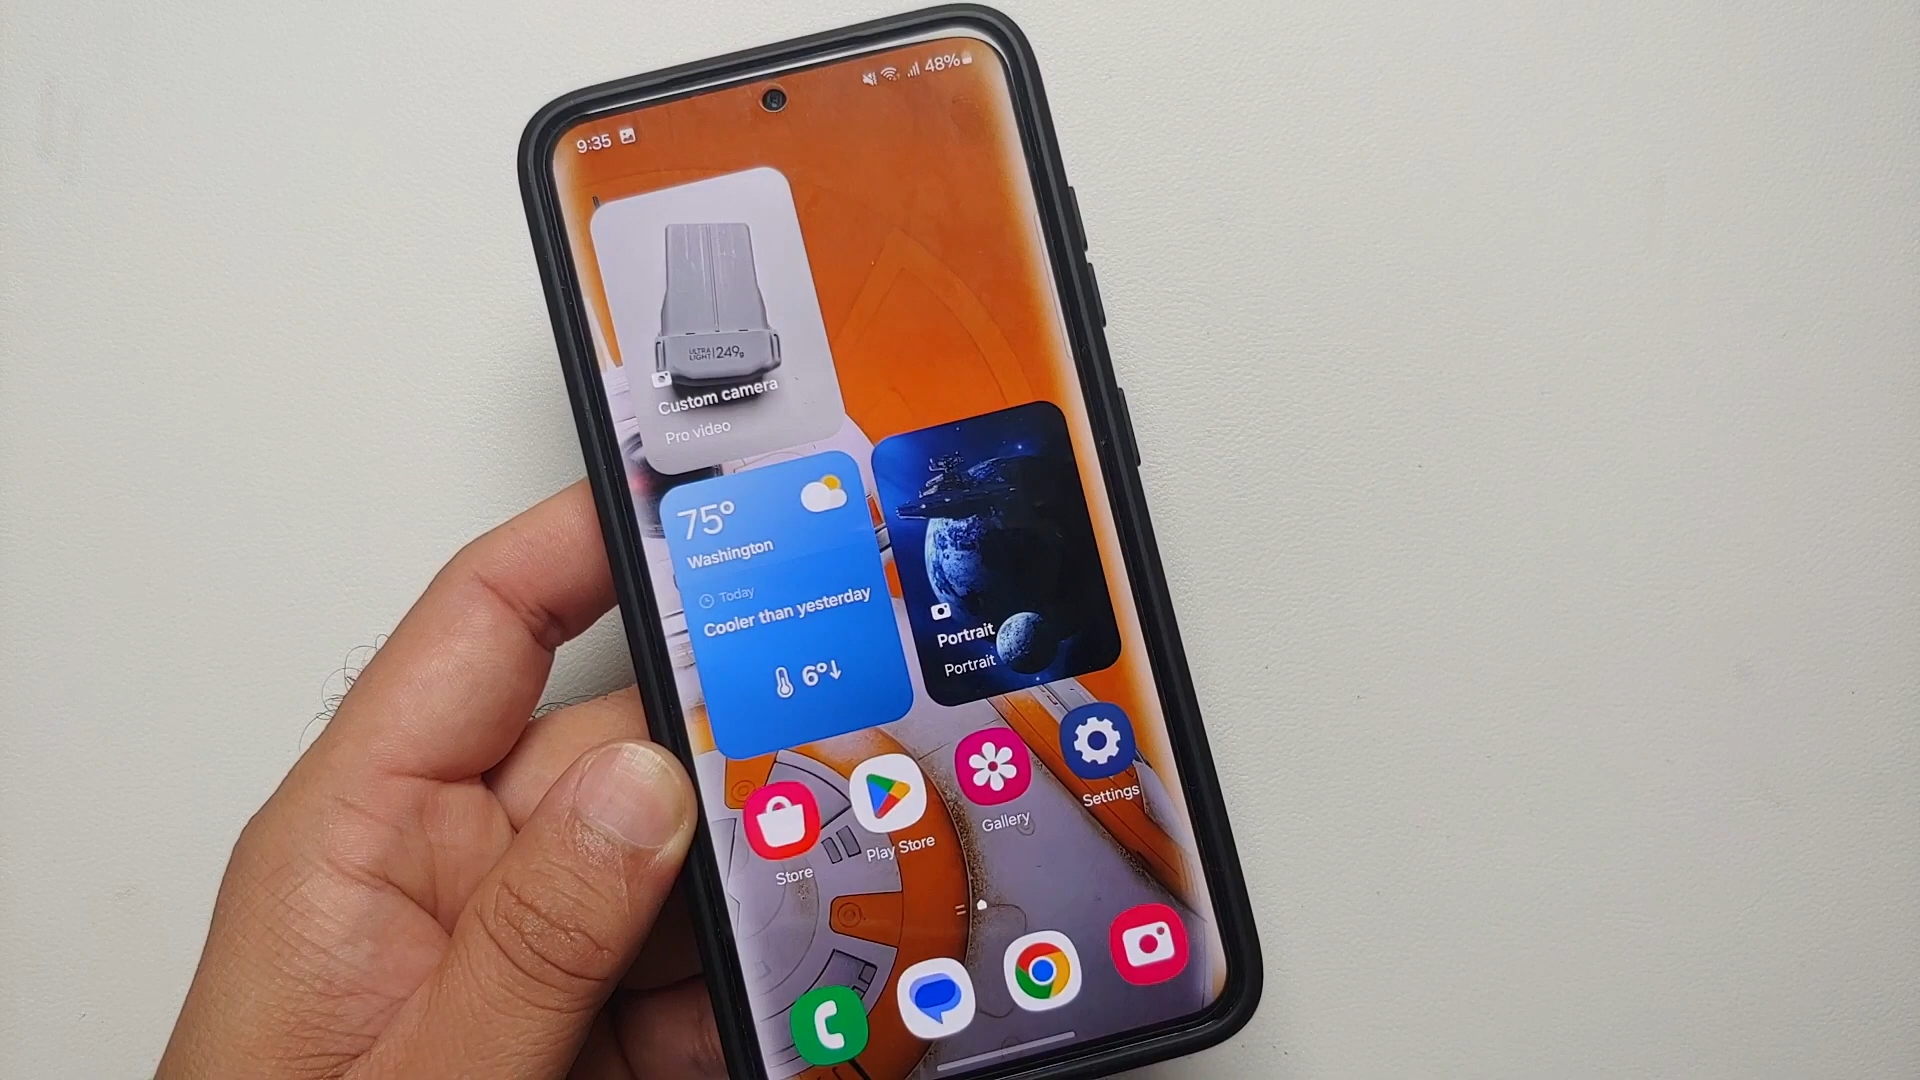 9:35
48%
ULTRA LIGHT 249g
Custom camera
Pro video
75°
Washington
Today
Cooler than yesterday
6°↓
Portrait
Portrait
Store
Play Store
Gallery
Settings